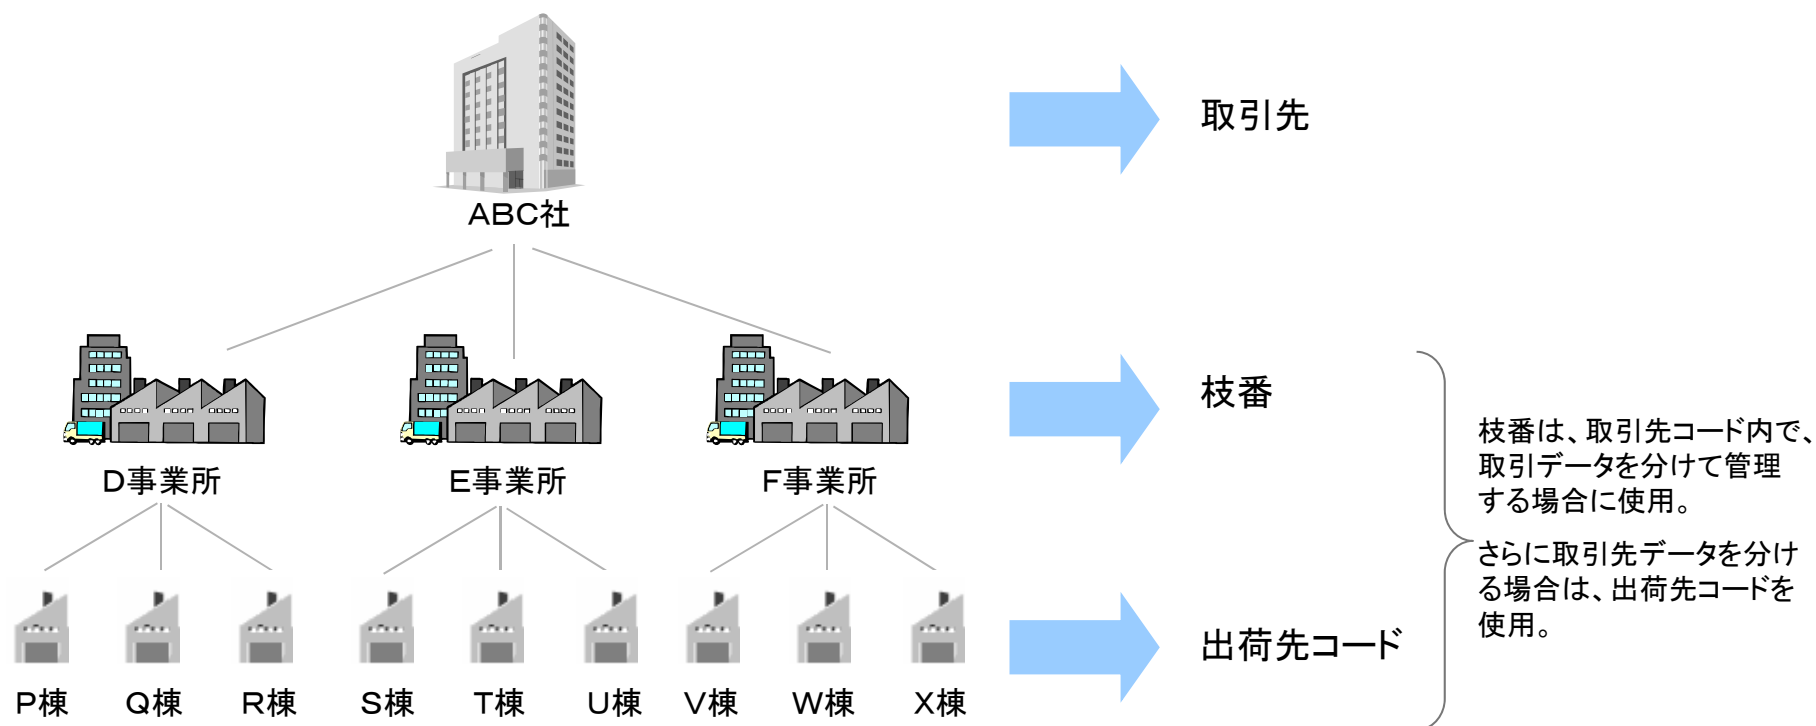 取引先
ABC社
枝番
D事業所 E事業所 F事業所
枝番は、取引先コード内で、
取引データを分けて管理
する場合に使用。
さらに取引先データを分け
る場合は、出荷先コードを
使用。
出荷先コード
P棟 Q棟 R棟 S棟 T棟 U棟 V棟 W棟 X棟